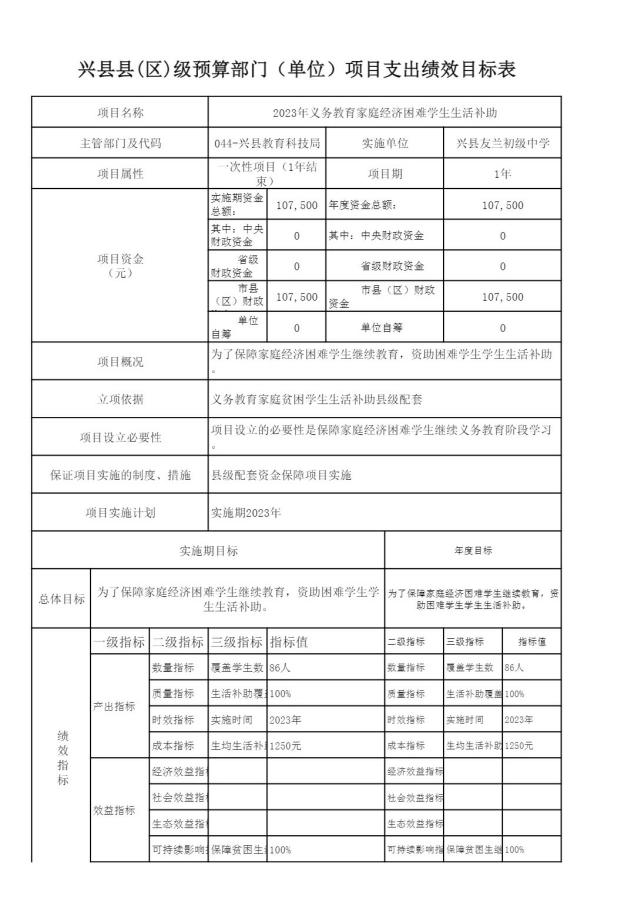 兴县县(区)级预算部门（单位）项目支出绩效目标表
项目名称 2023年义务教育家庭经济困难学生生活补助
主管部门及代码 044-兴县教育科技局 实施单位 兴县友兰初级中学
项目属性 一次性项目（1年结束） 项目期 1年
项目资金（元） 实施期资金总额： 107,500 年度资金总额： 107,500
其中：中央财政资金 0 其中：中央财政资金 0
省级财政资金 0 省级财政资金 0
市县（区）财政 107,500 市县（区）财政资金 107,500
单位自筹 0 单位自筹 0
项目概况 为了保障家庭经济困难学生继续教育，资助困难学生学生生活补助。
立项依据 义务教育家庭贫困学生生活补助县级配套
项目设立必要性 项目设立的必要性是保障家庭经济困难学生继续义务教育阶段学习。
保证项目实施的制度、措施 县级配套资金保障项目实施
项目实施计划 实施期2023年
实施期目标 年度目标
总体目标 为了保障家庭经济困难学生继续教育，资助困难学生学生生活补助。 为了保障家庭经济困难学生继续教育，资助困难学生学生生活补助。
绩效指标 一级指标 二级指标 三级指标 指标值 二级指标 三级指标 指标值
产出指标 数量指标 覆盖学生数 86人 数量指标 覆盖学生数 86人
质量指标 生活补助覆 100% 质量指标 生活补助覆盖 100%
时效指标 实施时间 2023年 时效指标 实施时间 2023年
成本指标 生均生活补 1250元 成本指标 生均生活补助 1250元
效益指标 经济效益指 经济效益指标
社会效益指 社会效益指标
生态效益指 生态效益指标
可持续影响 保障贫困生 100% 可持续影响指 保障贫困生继 100%